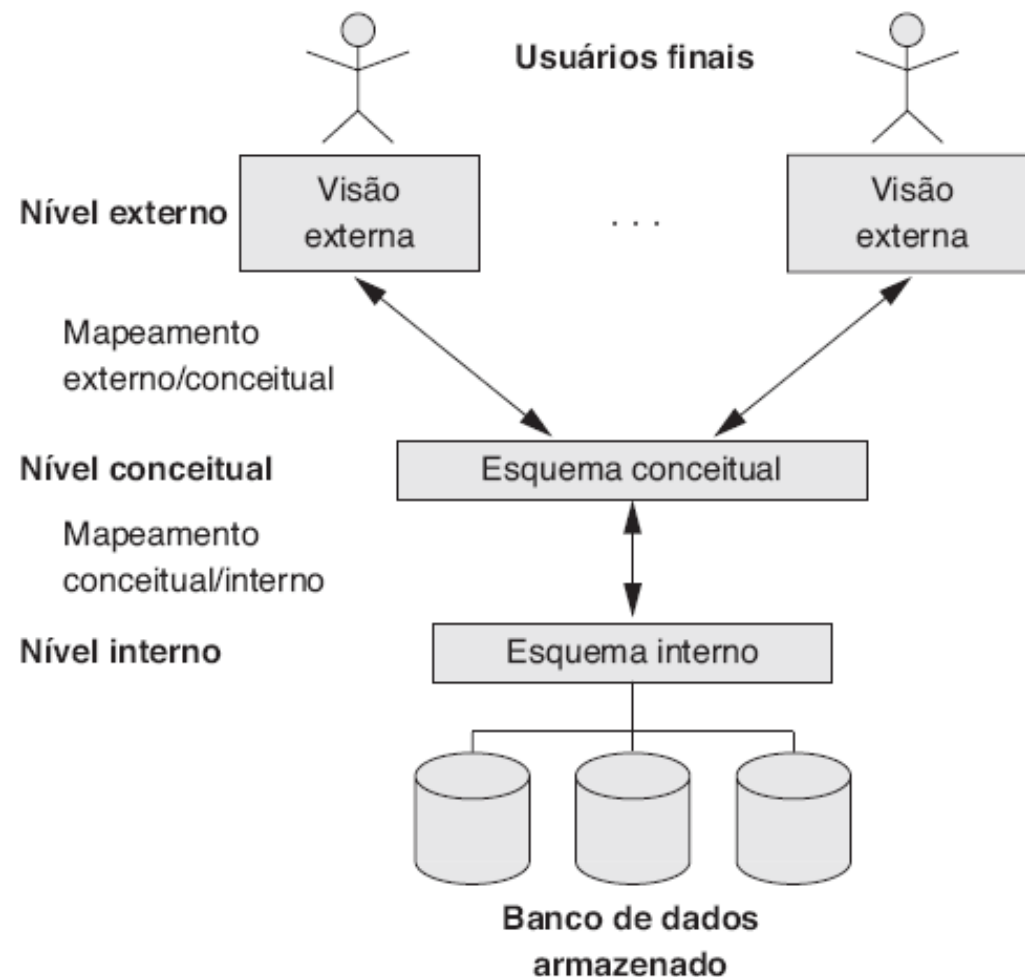 Usuários finais
Nível externo
Visão
externa
. . .
Visão
externa
Mapeamento
externo/conceitual
Nível conceitual
Esquema conceitual
Mapeamento
conceitual/interno
Nível interno
Esquema interno
Banco de dados
armazenado